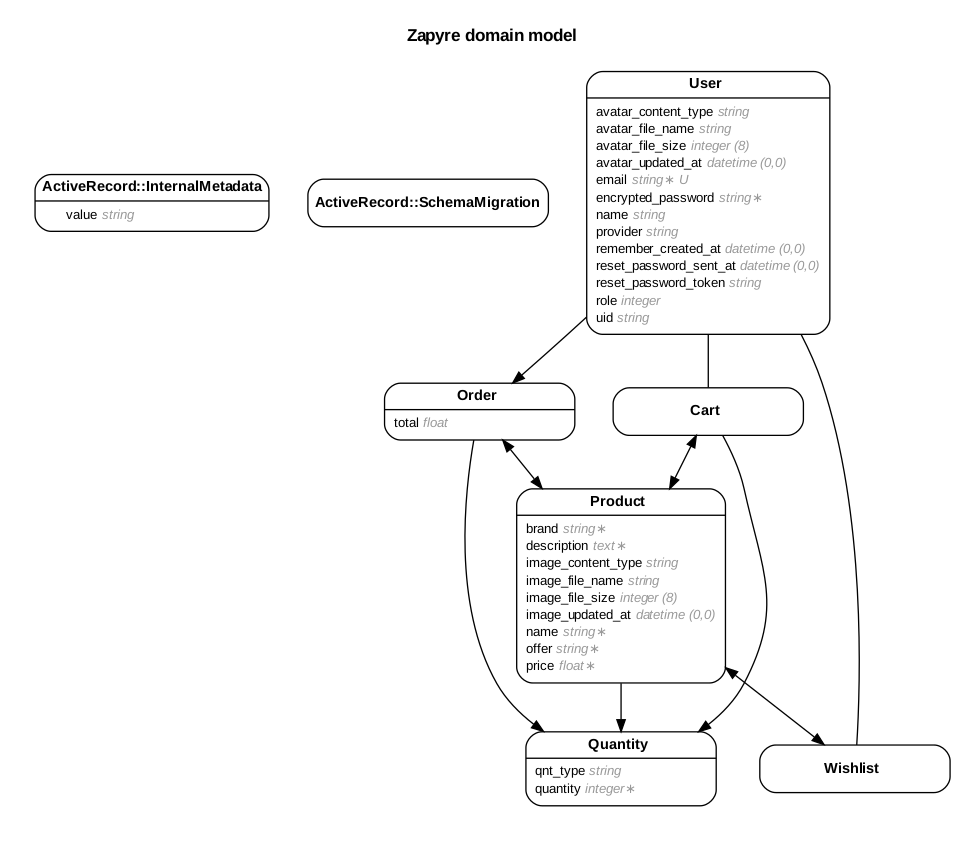 Zapyre domain model
User
avatar_content_type string
avatar_file_name string
avatar_file_size integer (8)
avatar_updated_at datetime (0,0)
email string∗ U
encrypted_password string∗
name string
provider string
remember_created_at datetime (0,0)
reset_password_sent_at datetime (0,0)
reset_password_token string
role integer
uid string
ActiveRecord::InternalMetadata
value string
ActiveRecord::SchemaMigration
Order
total float
Cart
Product
brand string∗
description text∗
image_content_type string
image_file_name string
image_file_size integer (8)
image_updated_at datetime (0,0)
name string∗
offer string∗
price float∗
Quantity
qnt_type string
quantity integer∗
Wishlist